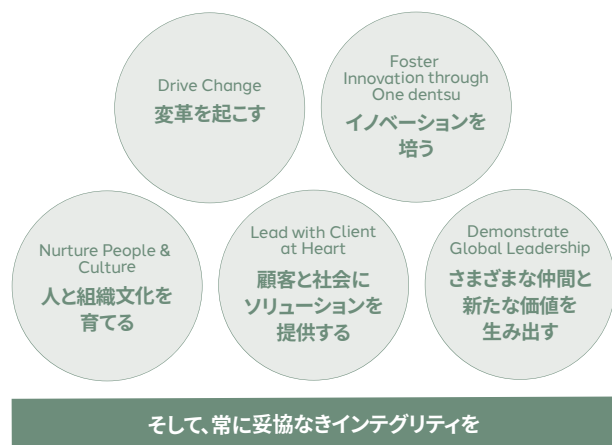 Drive Change
変革を起こす
Foster
Innovation through
One dentsu
イノベーションを
培う
Nurture People &
Culture
人と組織文化を
育てる
Lead with Client
at Heart
顧客と社会に
ソリューションを
提供する
Demonstrate
Global Leadership
さまざまな仲間と
新たな価値を
生み出す
そして、常に妥協なきインテグリティを